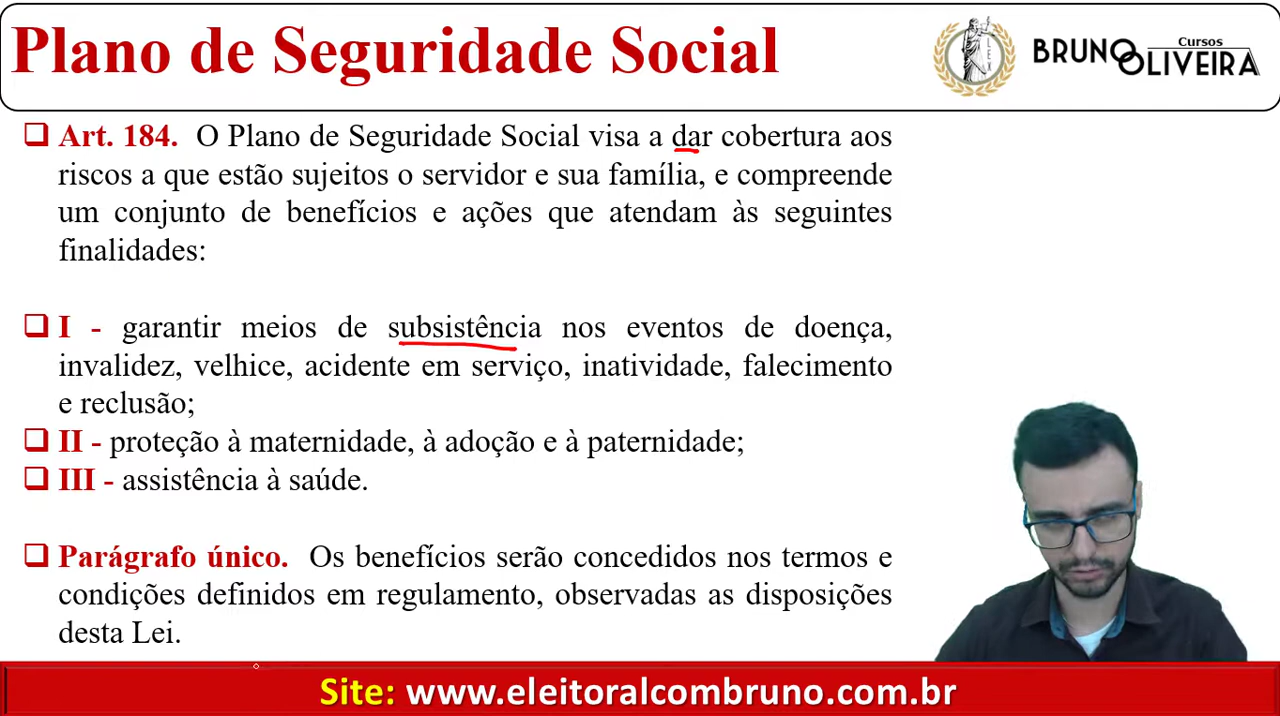 Plano de Seguridade Social
Cursos
BRUNO
OLIVEIRA
LEX
Art. 184. O Plano de Seguridade Social visa a dar cobertura aos
riscos a que estão sujeitos o servidor e sua família, e compreende
um conjunto de benefícios e ações que atendam às seguintes
finalidades:
I - garantir meios de subsistência nos eventos de doença,
invalidez, velhice, acidente em serviço, inatividade, falecimento
e reclusão;
II - proteção à maternidade, à adoção e à paternidade;
III - assistência à saúde.
Parágrafo único. Os benefícios serão concedidos nos termos e
condições definidos em regulamento, observadas as disposições
desta Lei.
Site: www.eleitoralcombruno.com.br